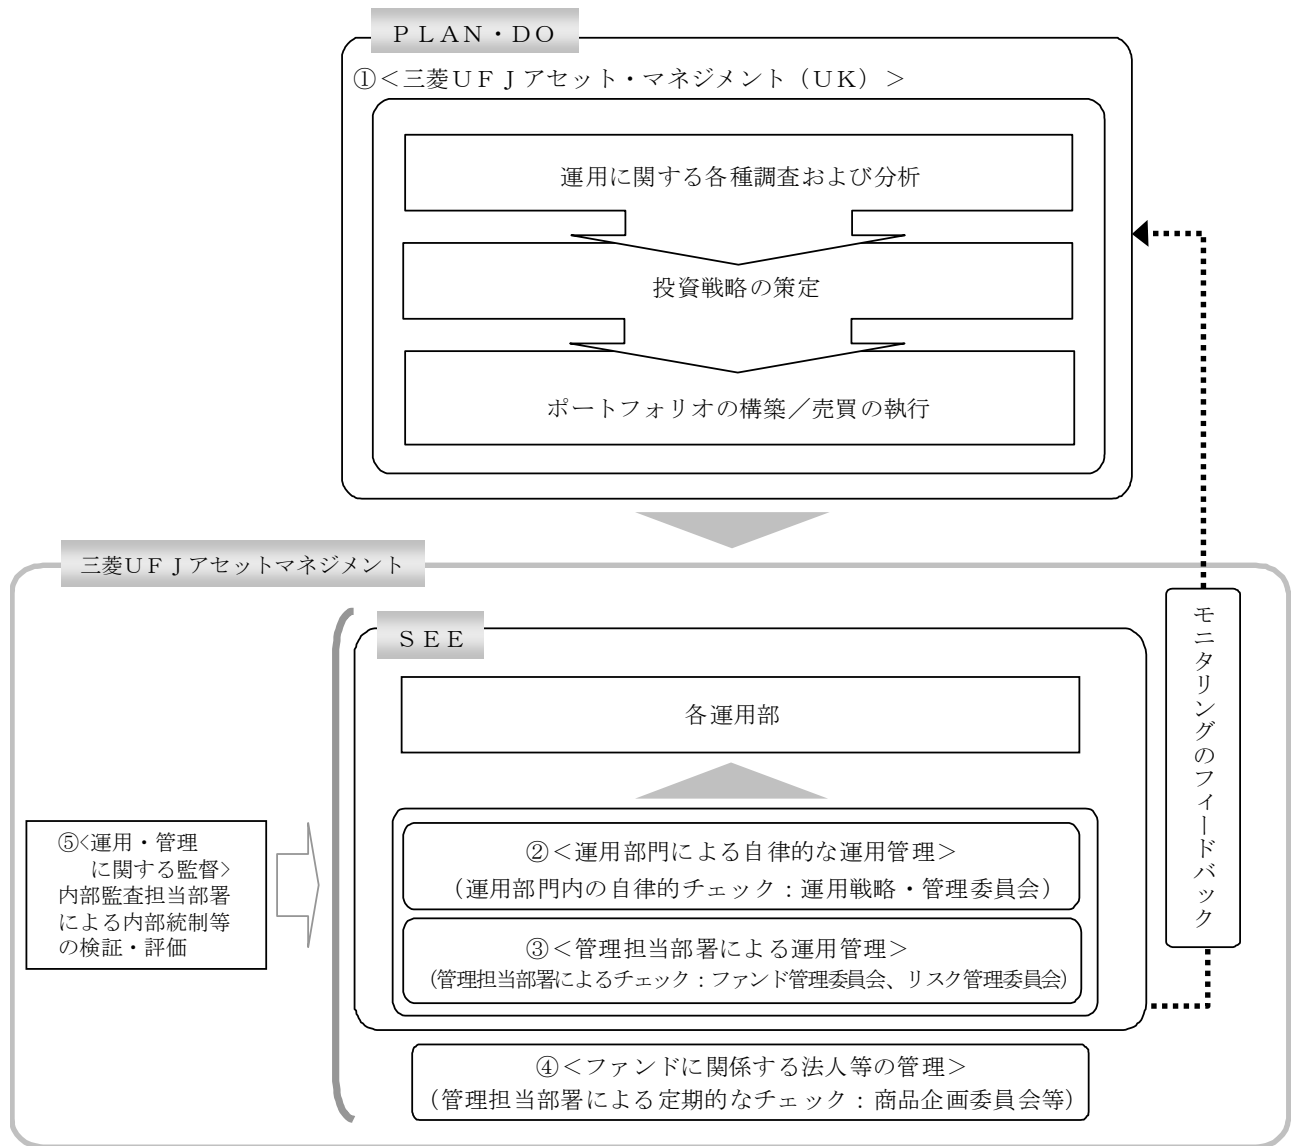 ＰＬＡＮ・ＤＯ
①＜三菱ＵＦＪアセット・マネジメント（ＵＫ）＞
運用に関する各種調査および分析
投資戦略の策定
ポートフォリオの構築／売買の執行
三菱ＵＦＪアセットマネジメント
ＳＥＥ
各運用部
②＜運用部門による自律的な運用管理＞
（運用部門内の自律的チェック：運用戦略・管理委員会）
③＜管理担当部署による運用管理＞
（管理担当部署によるチェック：ファンド管理委員会、リスク管理委員会）
④＜ファンドに関係する法人等の管理＞
（管理担当部署による定期的なチェック：商品企画委員会等）
⑤<運用・管理
に関する監督>
内部監査担当部署
による内部統制等
の検証・評価
モニタリングのフィードバック